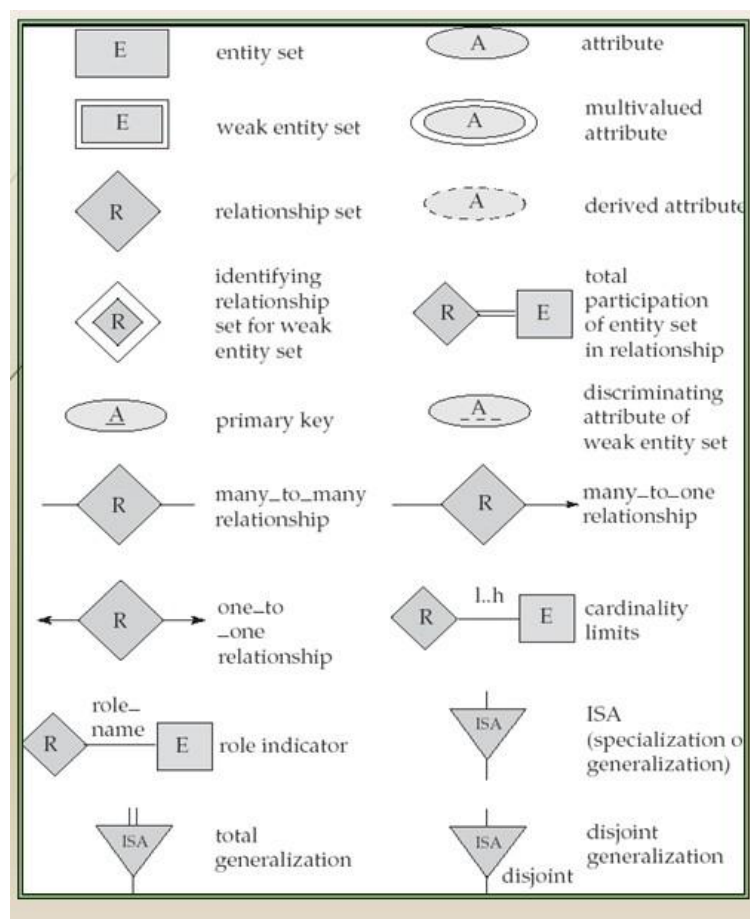 E
entity set
A
attribute
E
weak entity set
A
multivalued
attribute
R
relationship set
A
derived attribute
R
identifying
relationship
set for weak
entity set
R
E
total
participation
of entity set
in relationship
A
primary key
A
discriminating
attribute of
weak entity set
R
many_to_many
relationship
R
many_to_one
relationship
R
one_to
_one
relationship
l..h
R
E
cardinality
limits
role_
name
R
E
role indicator
ISA
ISA
(specialization o
generalization)
ISA
total
generalization
ISA
disjoint
disjoint
generalization